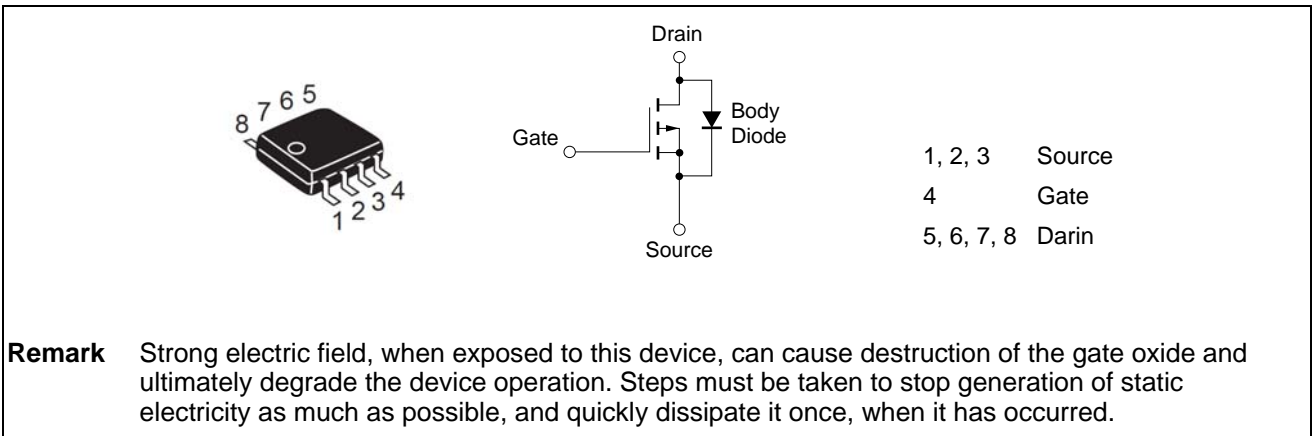 Drain
8 7 6 5
Body
Diode
Gate
1 2 3 4
Source
1, 2, 3 Source
4 Gate
5, 6, 7, 8 Darin
Remark Strong electric field, when exposed to this device, can cause destruction of the gate oxide and
ultimately degrade the device operation. Steps must be taken to stop generation of static
electricity as much as possible, and quickly dissipate it once, when it has occurred.